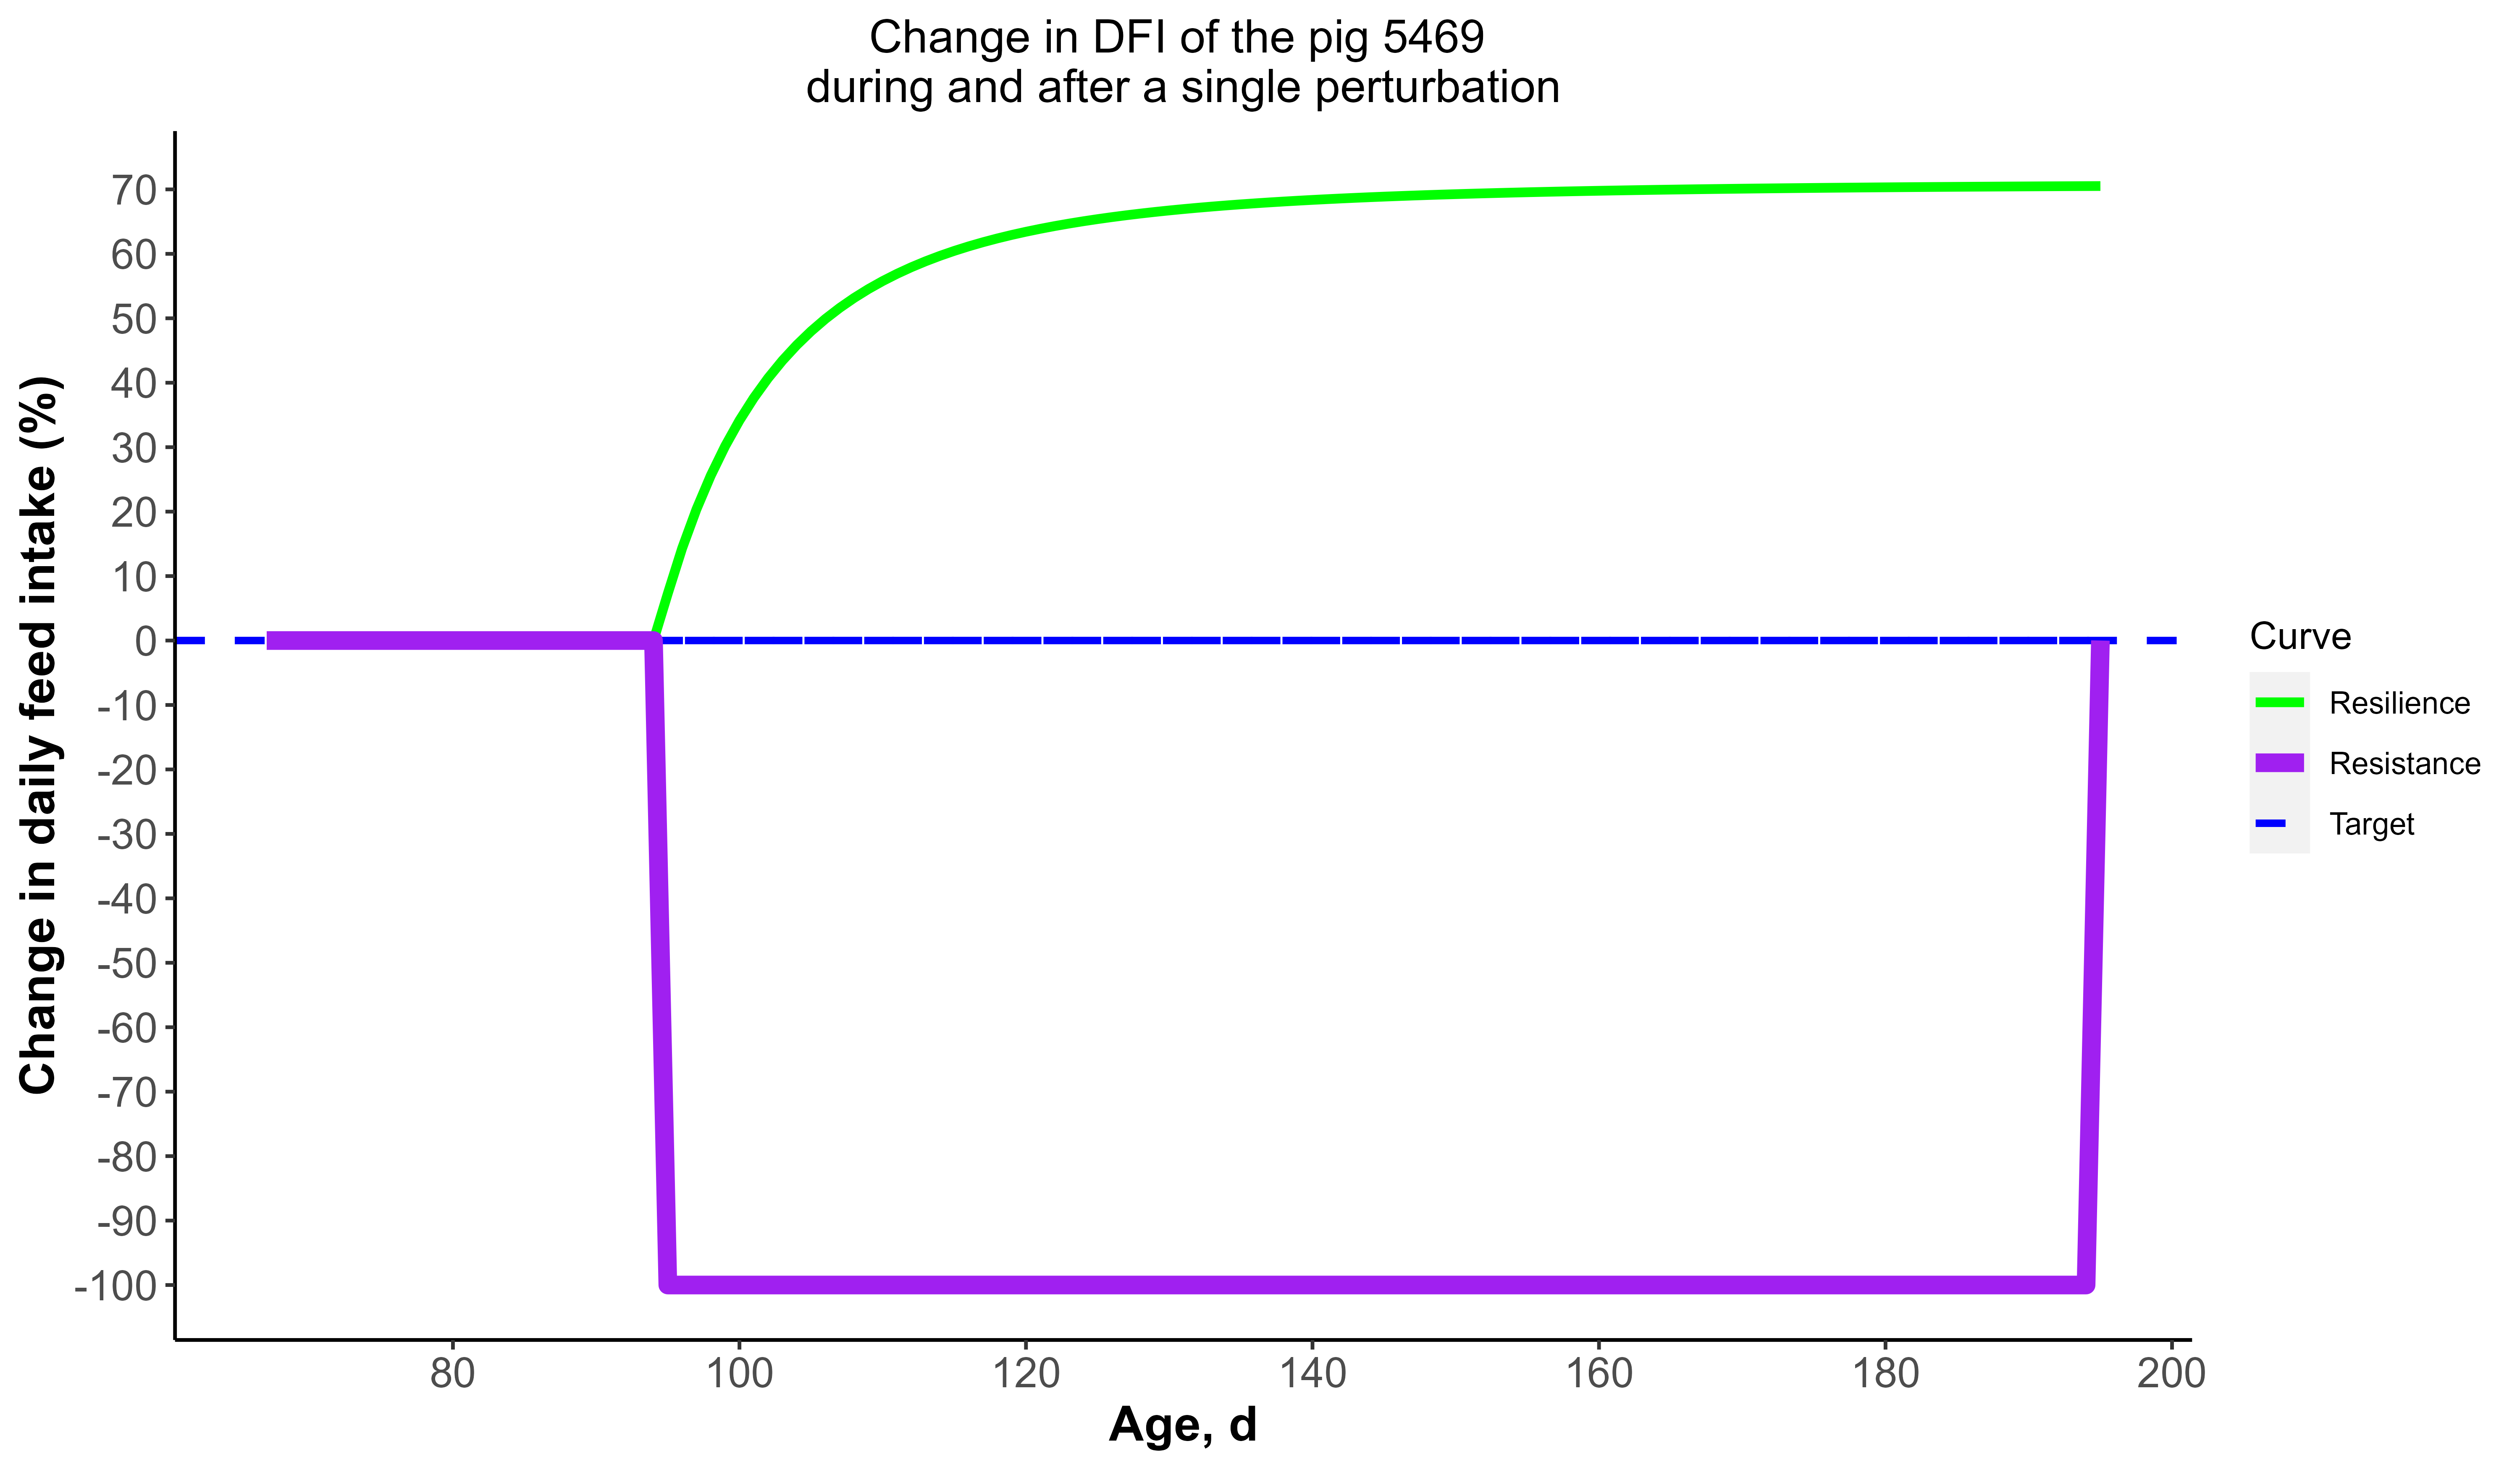 Change in DFI of the pig 5469
during and after a single perturbation
Change in daily feed intake (%)
70
60
50
40
30
20
10
0
-10
-20
-30
-40
-50
-60
-70
-80
-90
-100
80 100 120 140 160 180 200
Age, d
Curve
Resilience
Resistance
Target